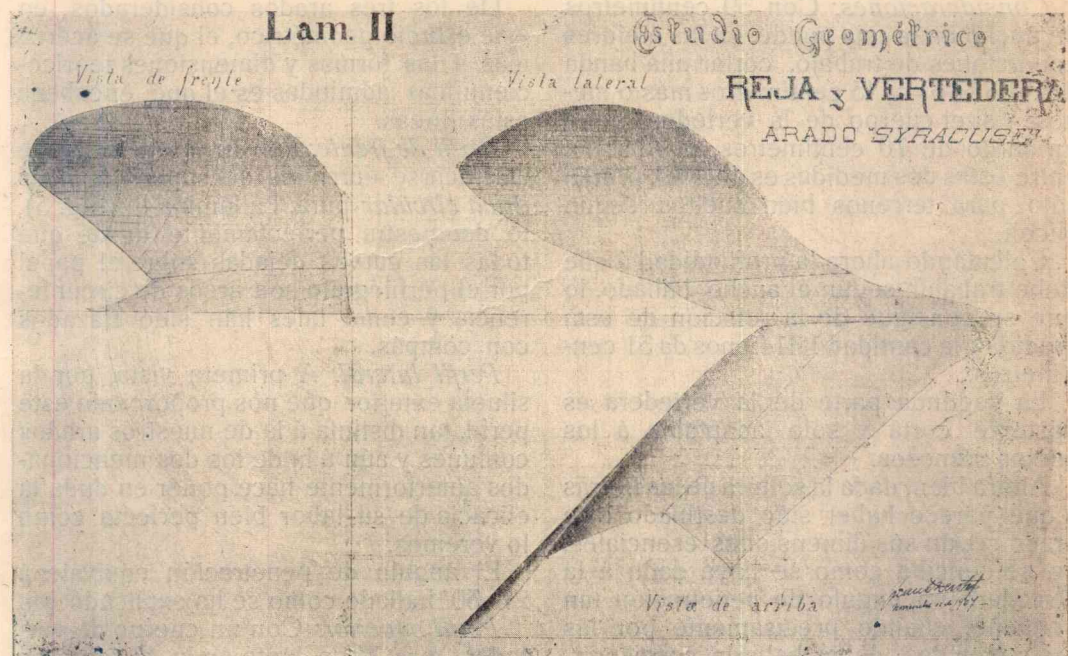 Lam. II
Estudio Geométrico
REJA y VERTEDERA
ARADO "SYRACUSE"
Vista de frente
Vista lateral
Vista de arriba